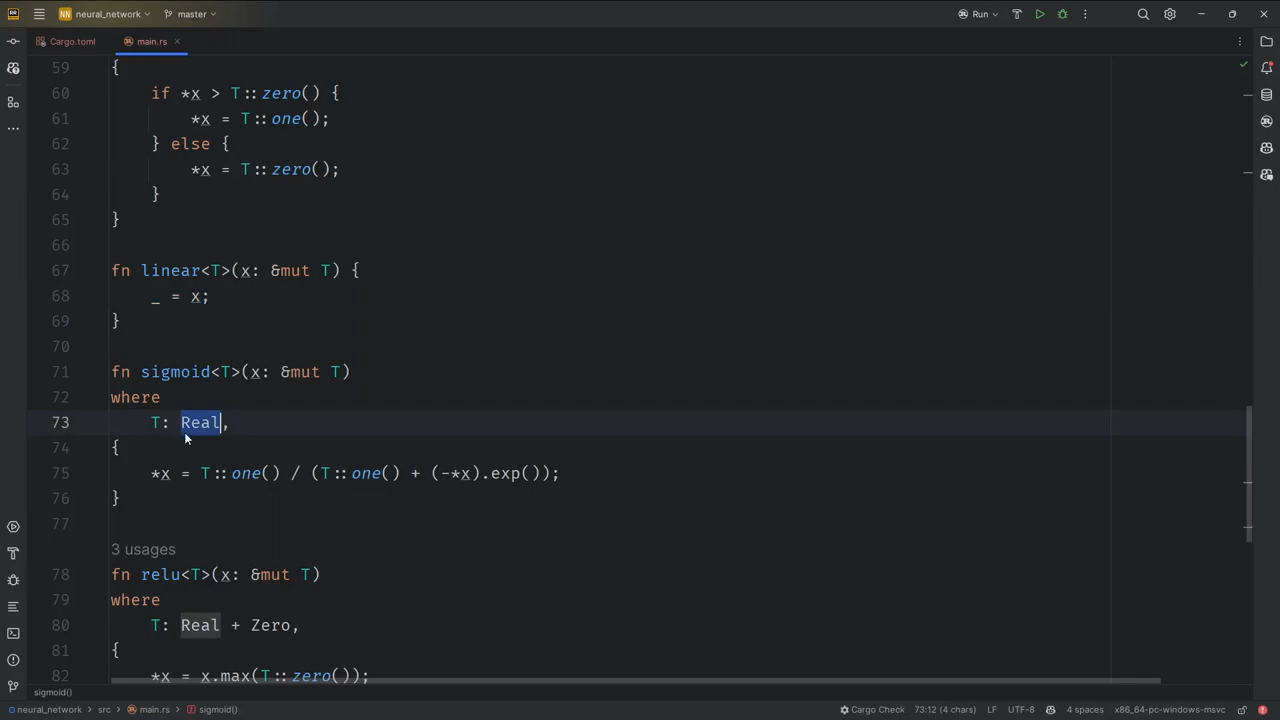 NN neural_network master Run
Cargo.toml main.rs
59 {
60 if *x > T::zero() {
61 *x = T::one();
62 } else {
63 *x = T::zero();
64 }
65 }
66
67 fn linear<T>(x: &mut T) {
68 _ = x;
69 }
70
71 fn sigmoid<T>(x: &mut T)
72 where
73 T: Real,
74 {
75 *x = T::one() / (T::one() + (-*x).exp());
76 }
77
3 usages
78 fn relu<T>(x: &mut T)
79 where
80 T: Real + Zero,
81 {
82 *x = x.max(T::zero());
sigmoid()
neural_network > src > main.rs > sigmoid() Cargo Check 73:12 (4 chars) LF UTF-8 4 spaces x86_64-pc-windows-msvc